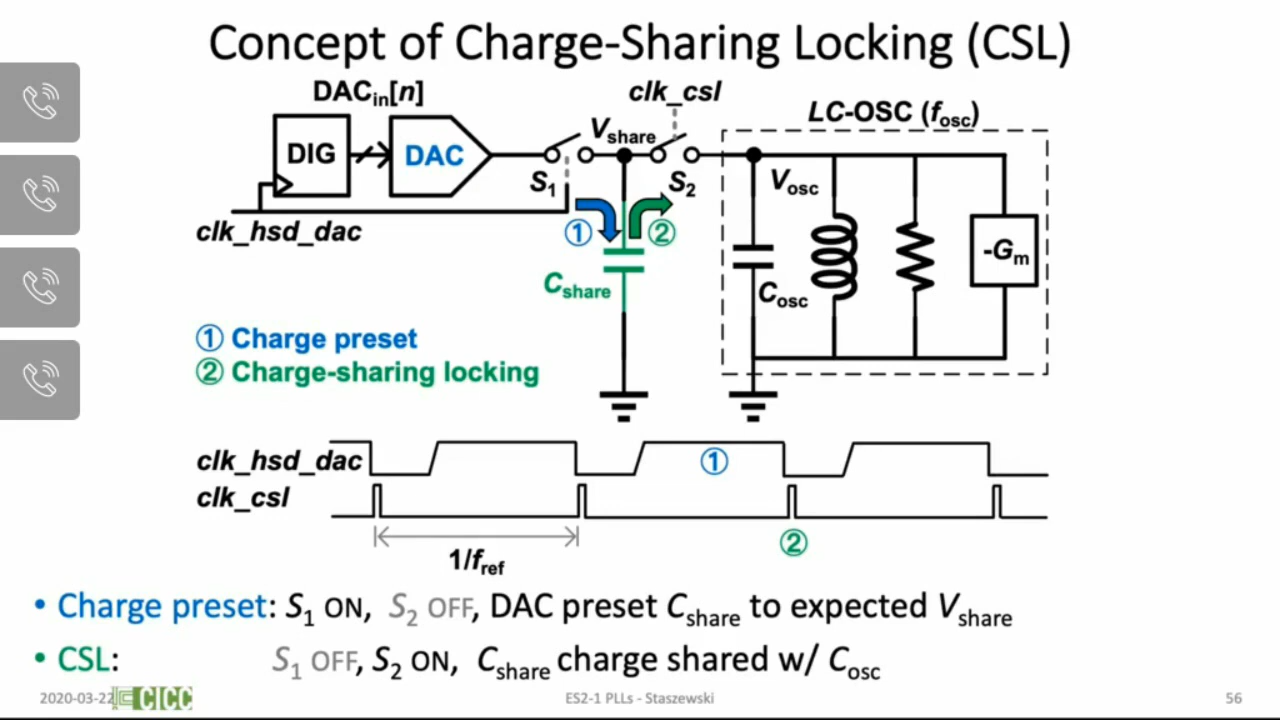 Concept of Charge-Sharing Locking (CSL)
DACin[n]
clk_csl
LC-OSC (fosc)
DIG
DAC
Vshare
S1
S2
Vosc
clk_hsd_dac
① ②
-Gm
Cshare
Cosc
① Charge preset
② Charge-sharing locking
clk_hsd_dac
①
clk_csl
②
1/fref
• Charge preset: S1 ON, S2 OFF, DAC preset Cshare to expected Vshare
• CSL: S1 OFF, S2 ON, Cshare charge shared w/ Cosc
2020-03-22 CICC ES2-1 PLLs - Staszewski 56